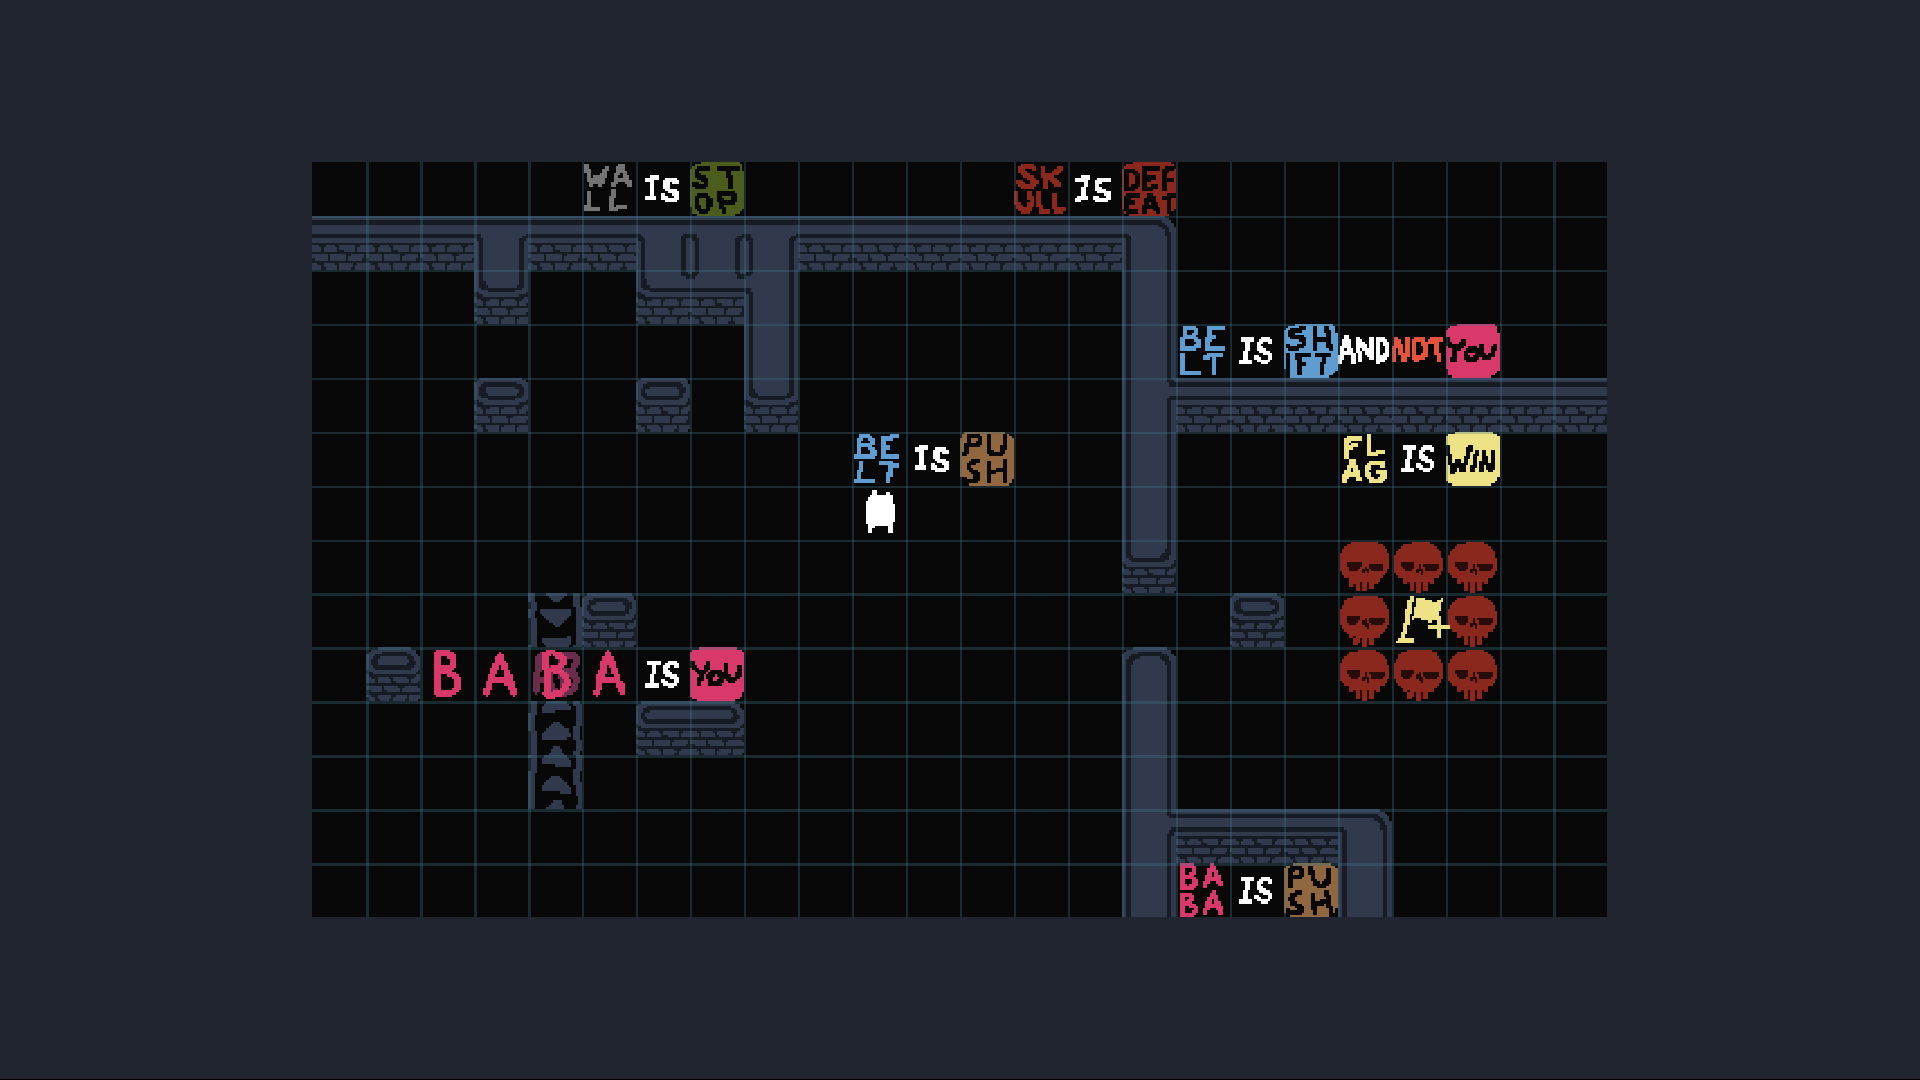 WALL IS STOP
SKULL IS DEFEAT
BELT IS SHIFT AND NOT YOU
BELT IS PUSH
FLAG IS WIN
B A B A IS YOU
BABA IS PUSH